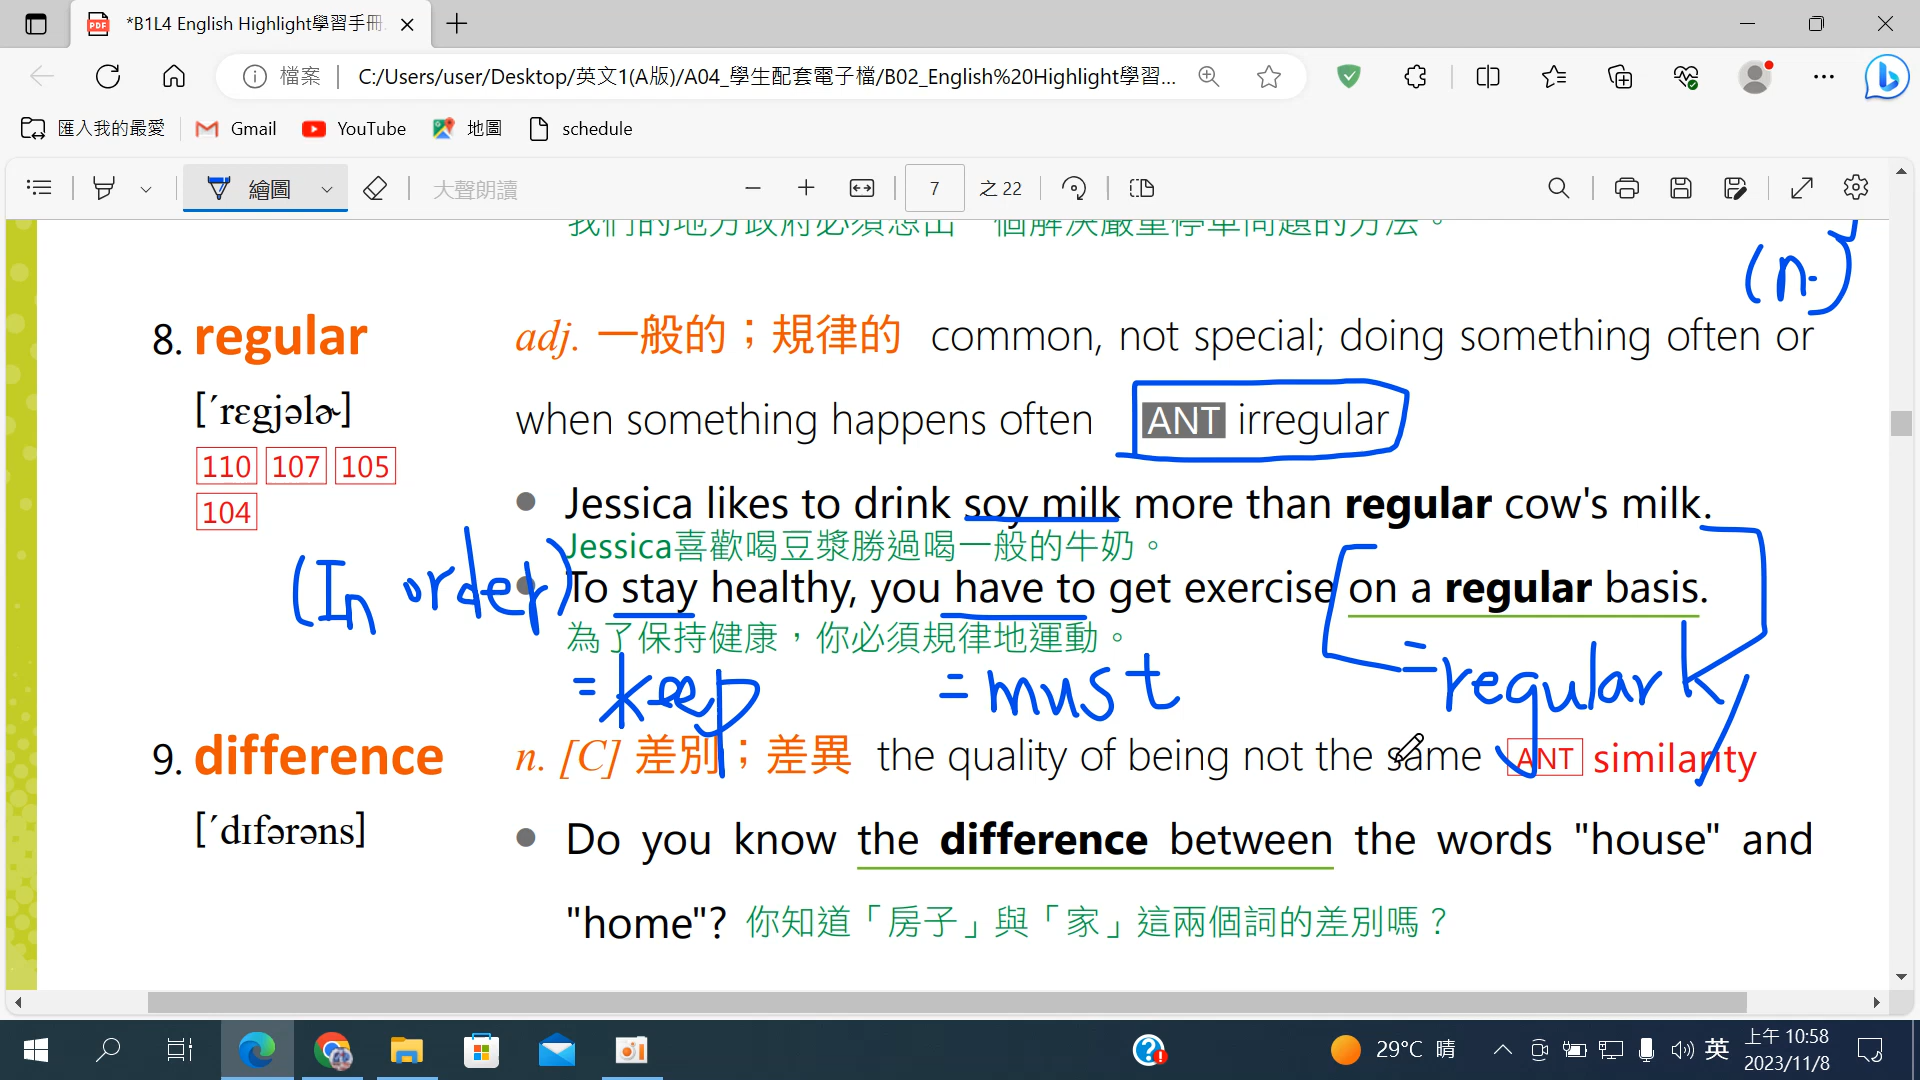 *B1L4 English Highlight學習手冊
檔案 C:/Users/user/Desktop/英文1(A版)/A04_學生配套電子檔/B02_English%20Highlight學習...
匯入我的最愛 Gmail YouTube 地圖 schedule
繪圖 大聲朗讀 7 之 22
(n.)
8. regular adj. 一般的；規律的 common, not special; doing something often or
[ˊrɛgjəlɚ] when something happens often ANT irregular
110 107 105
104
Jessica likes to drink soy milk more than regular cow's milk.
Jessica喜歡喝豆漿勝過喝一般的牛奶。
(In order)
To stay healthy, you have to get exercise on a regular basis.
為了保持健康，你必須規律地運動。
=keep =must =regularly
9. difference n. [C] 差別；差異 the quality of being not the same ANT similarity
[ˊdɪfərəns]
Do you know the difference between the words "house" and
"home"? 你知道「房子」與「家」這兩個詞的差別嗎？
29°C 晴 英 上午 10:58
2023/11/8